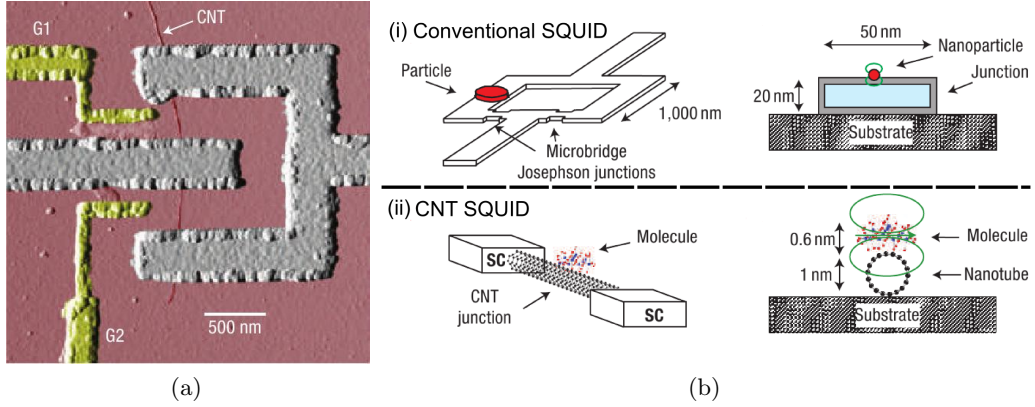 CNT
G1
G2
500 nm
(a)
(i) Conventional SQUID
Particle
1,000 nm
Microbridge
Josephson junctions
50 nm
Nanoparticle
Junction
20 nm
Substrate
(ii) CNT SQUID
SC
Molecule
CNT
junction
SC
0.6 nm
Molecule
1 nm
Nanotube
Substrate
(b)